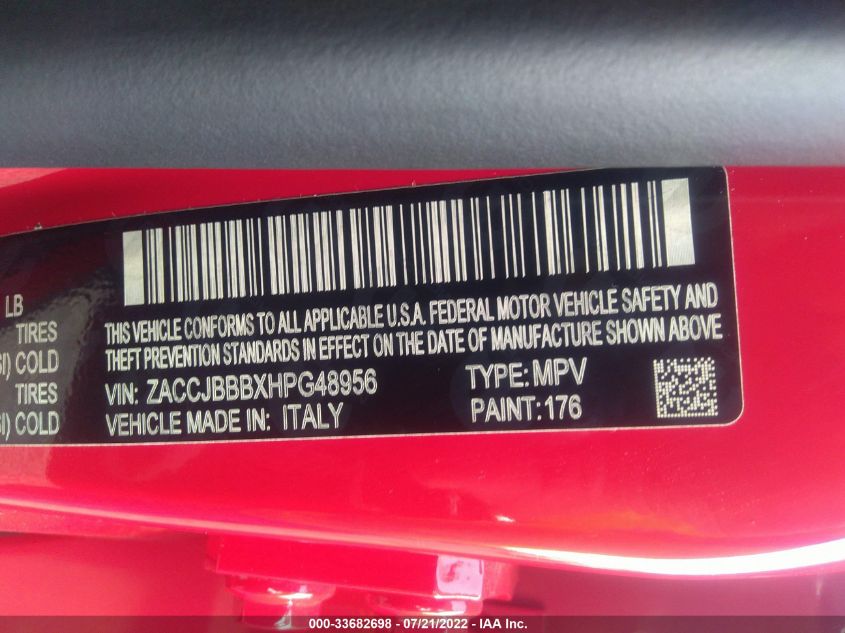 LB
TIRES
SI) COLD
TIRES
SI) COLD
THIS VEHICLE CONFORMS TO ALL APPLICABLE U.S.A. FEDERAL MOTOR VEHICLE SAFETY AND
THEFT PREVENTION STANDARDS IN EFFECT ON THE DATE OF MANUFACTURE SHOWN ABOVE
VIN: ZACCJBBBXHPG48956 TYPE: MPV
VEHICLE MADE IN: ITALY PAINT: 176
000-33682698 - 07/21/2022 - IAA Inc.